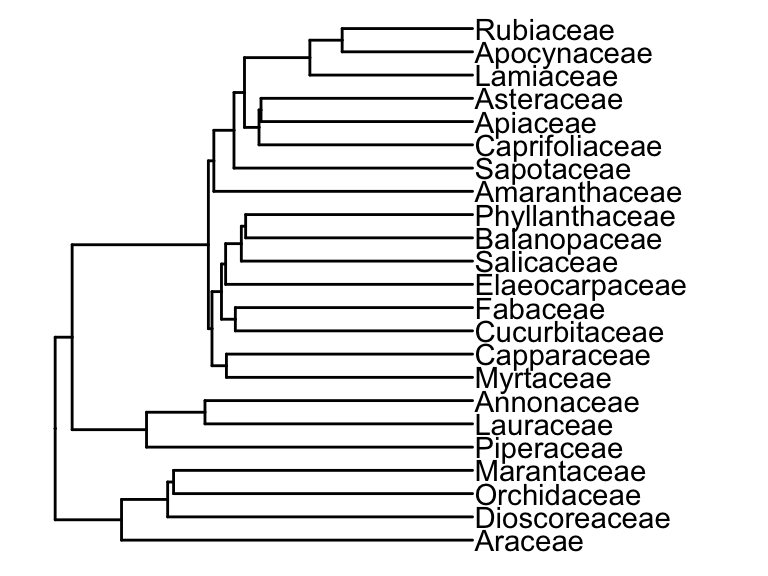 Rubiaceae
Apocynaceae
Lamiaceae
Asteraceae
Apiaceae
Caprifoliaceae
Sapotaceae
Amaranthaceae
Phyllanthaceae
Balanopaceae
Salicaceae
Elaeocarpaceae
Fabaceae
Cucurbitaceae
Capparaceae
Myrtaceae
Annonaceae
Lauraceae
Piperaceae
Marantaceae
Orchidaceae
Dioscoreaceae
Araceae